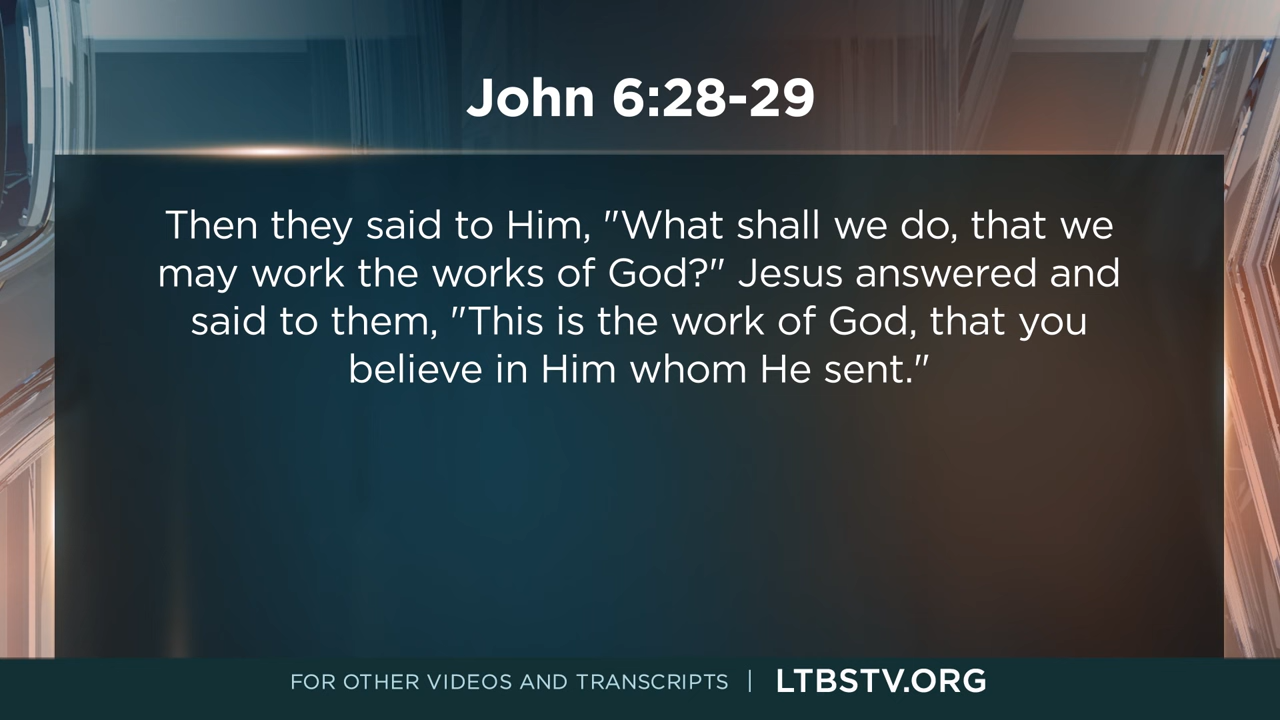 John 6:28-29
Then they said to Him, "What shall we do, that we
may work the works of God?" Jesus answered and
said to them, "This is the work of God, that you
believe in Him whom He sent."
FOR OTHER VIDEOS AND TRANSCRIPTS | LTBSTV.ORG